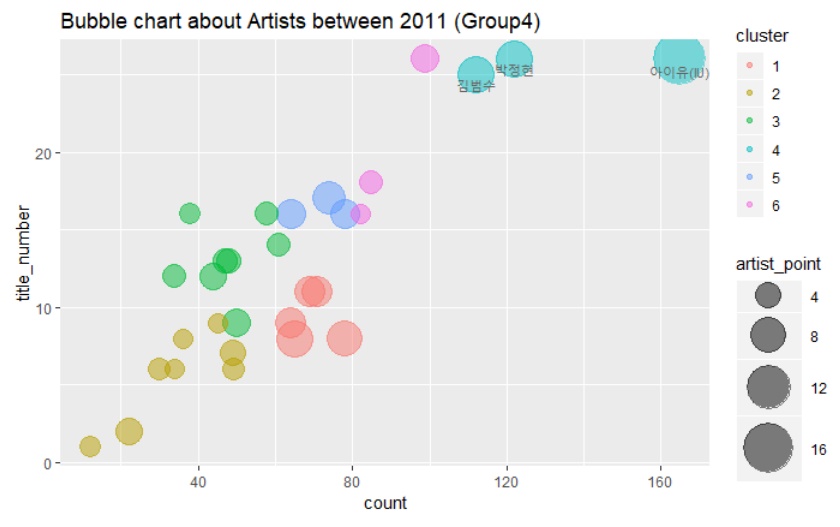 Bubble chart about Artists between 2011 (Group4)
cluster
1
2
3
4
5
6
artist_point
4
8
12
16
박정현
아이유(IU)
김범수
title_number
20
10
0
40
80
120
160
count